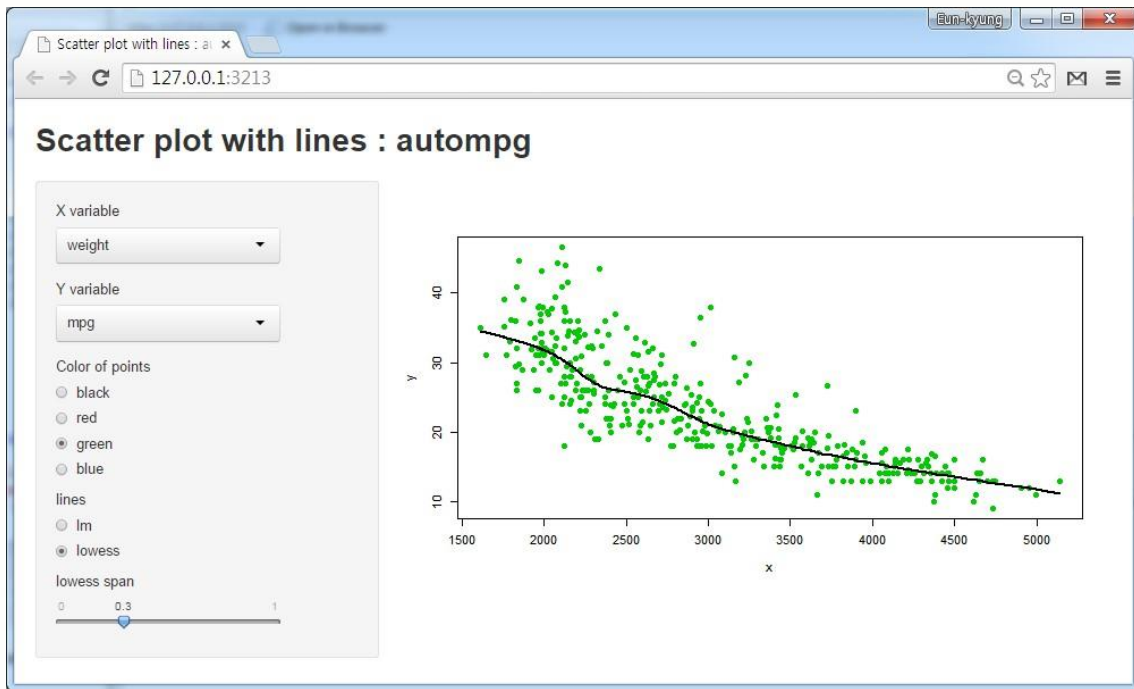 Eun-kyung
Scatter plot with lines : a
127.0.0.1:3213
Scatter plot with lines : autompg
X variable
weight
Y variable
mpg
Color of points
black
red
green
blue
lines
lm
lowess
lowess span
0 0.3 1
y
40
30
20
10
1500 2000 2500 3000 3500 4000 4500 5000
x